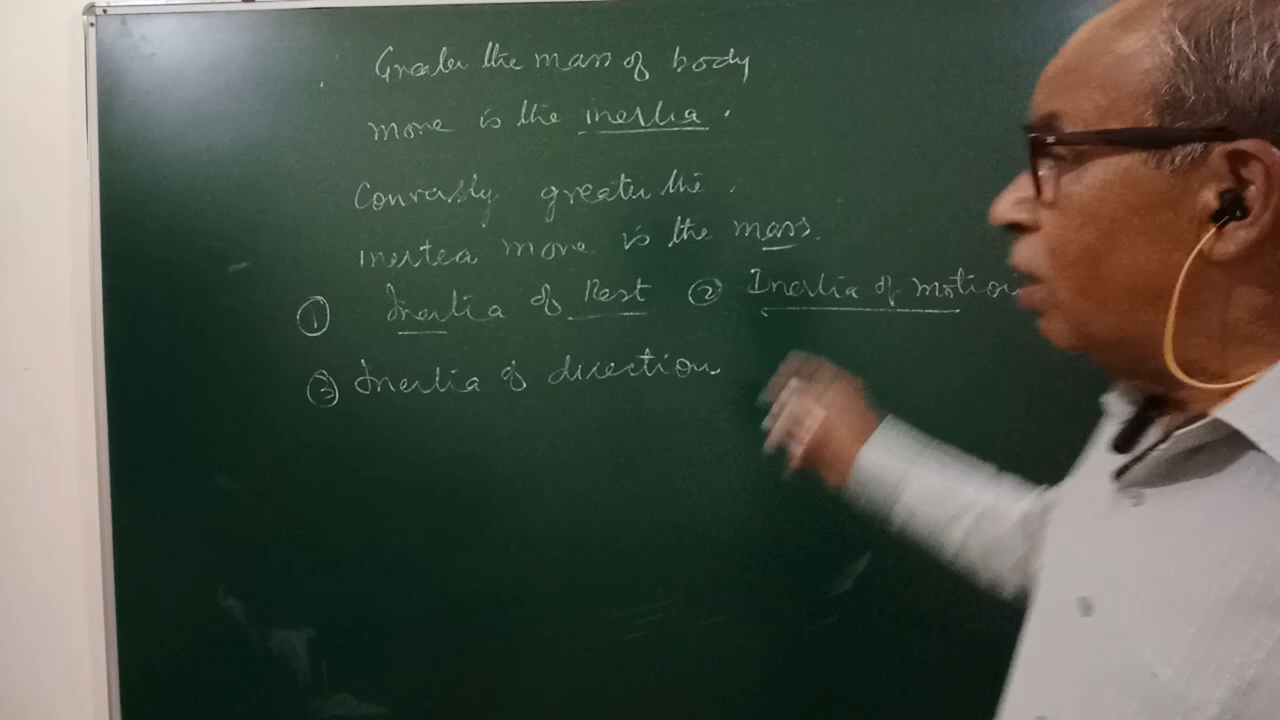 Greater the mass of body
more is the inertia.
Conversly greater the
inertea more is the mass.
① Inertia of Rest ② Inertia of motion
③ Inertia of direction